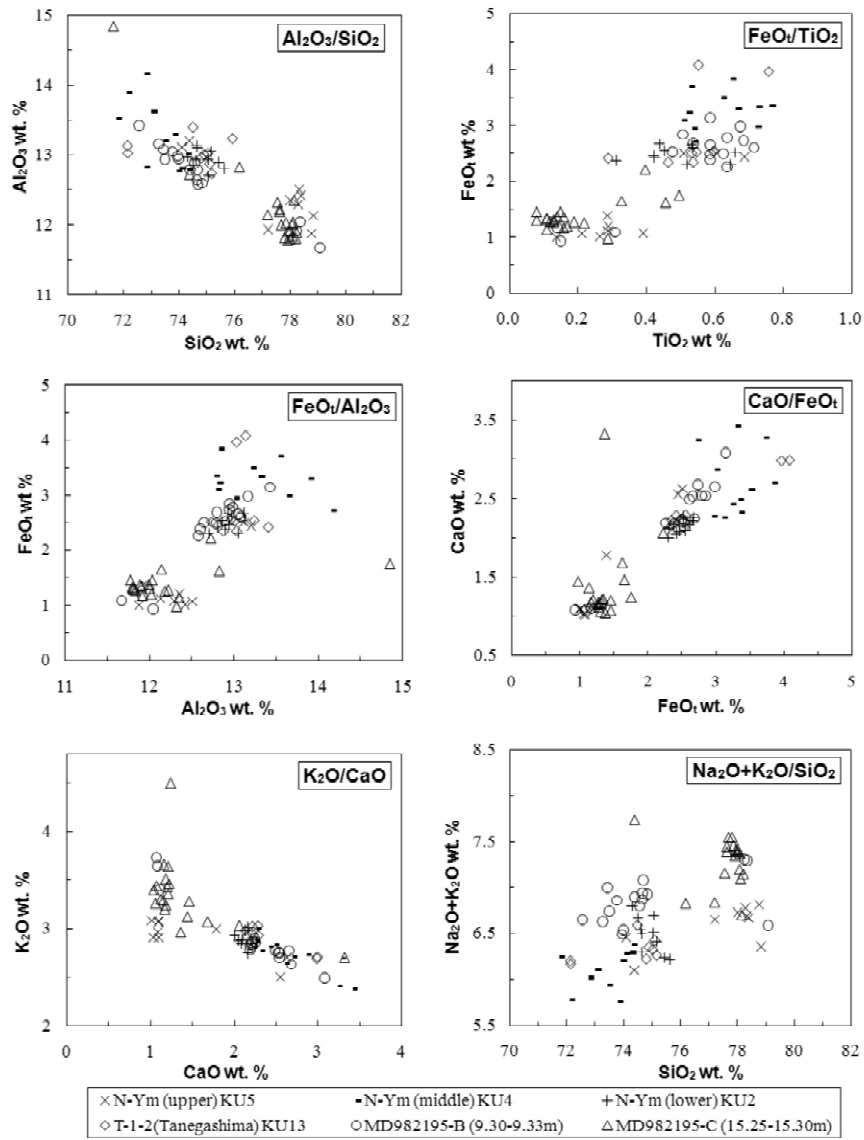 Al₂O₃/SiO₂
15
14
13
12
11
Al₂O₃ wt. %
70 72 74 76 78 80 82
SiO₂ wt. %
FeOₜ/TiO₂
5
4
3
2
1
0
FeOₜ wt. %
0.0 0.2 0.4 0.6 0.8 1.0
TiO₂ wt %
FeOₜ/Al₂O₃
5
4
3
2
1
0
FeOₜ wt %
11 12 13 14 15
Al₂O₃ wt. %
CaO/FeOₜ
3.5
2.5
1.5
0.5
CaO wt. %
0 1 2 3 4 5
FeOₜ wt. %
K₂O/CaO
4
3
2
K₂O wt. %
0 1 2 3 4
CaO wt. %
Na₂O+K₂O/SiO₂
8.5
7.5
6.5
5.5
Na₂O+K₂O wt. %
70 72 74 76 78 80 82
SiO₂ wt. %
× N-Ym (upper) KU5 - N-Ym (middle) KU4 + N-Ym (lower) KU2
◇ T-1-2(Tanegashima) KU13 ○ MD982195-B (9.30-9.33m) △ MD982195-C (15.25-15.30m)